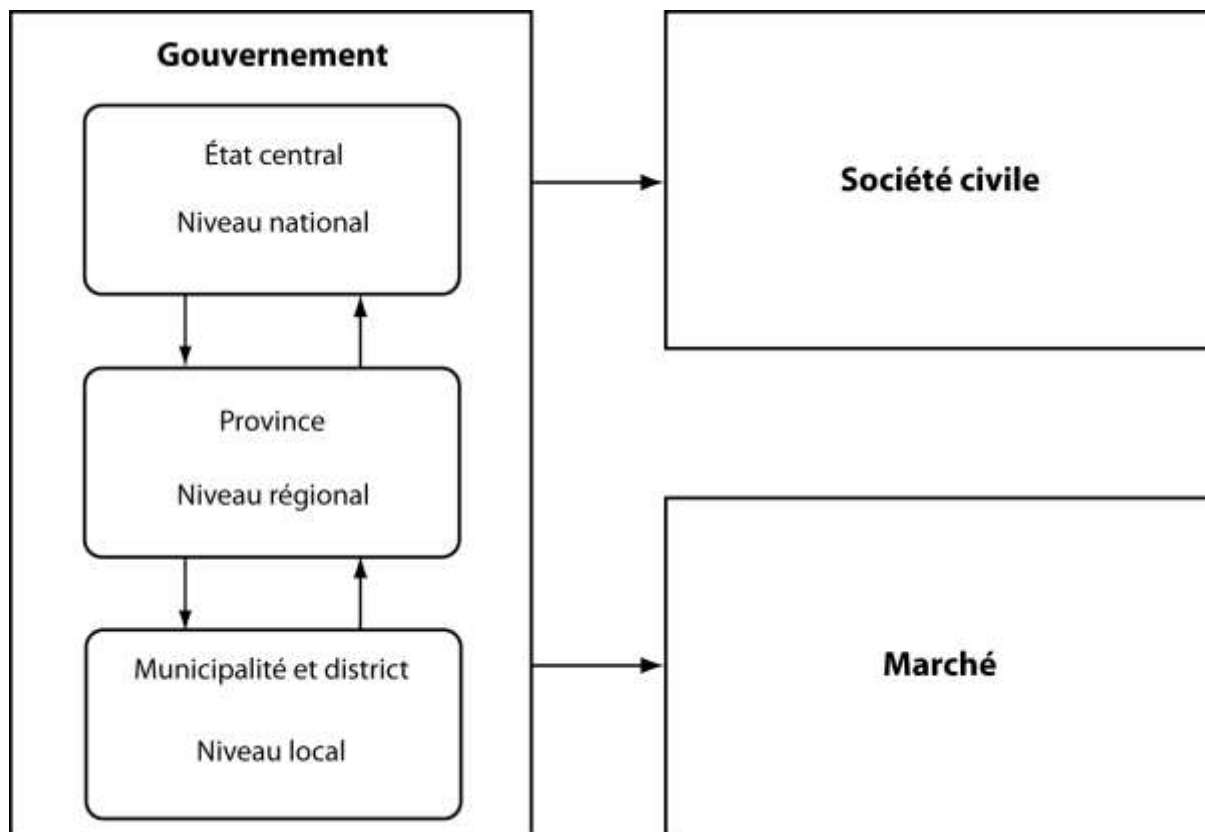 Gouvernement
État central
Niveau national
Province
Niveau régional
Municipalité et district
Niveau local
Société civile
Marché